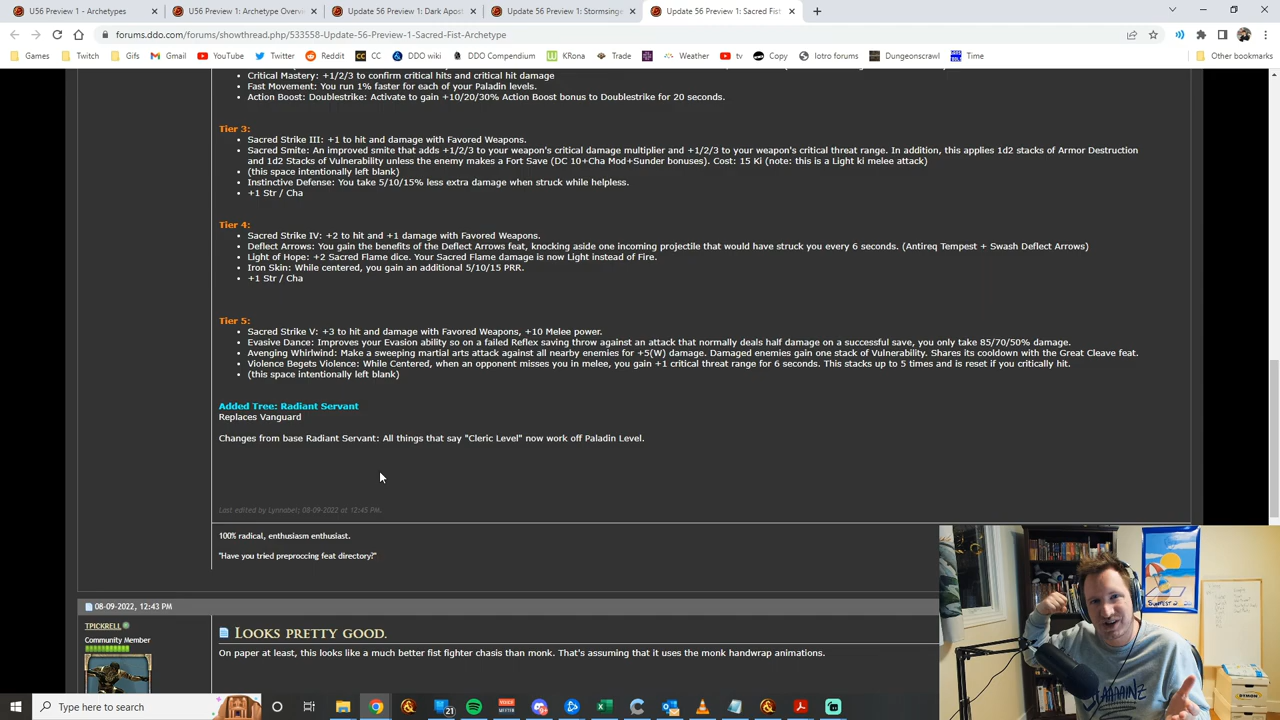 U56 Preview 1 - Archetypes
U56 Preview 1: Archetype Overvi
Update 56 Preview 1: Dark Apost
Update 56 Preview 1: Stormsinge
Update 56 Preview 1: Sacred Fist
forums.ddo.com/forums/showthread.php/533558-Update-56-Preview-1-Sacred-Fist-Archetype
Games
Twitch
Gifs
Gmail
YouTube
Twitter
Reddit
CC
DDO wiki
DDO Compendium
KRona
Trade
Weather
tv
Copy
lotro forums
Dungeonscrawl
Time
Other bookmarks
Critical Mastery: +1/2/3 to confirm critical hits and critical hit damage
Fast Movement: You run 1% faster for each of your Paladin levels.
Action Boost: Doublestrike: Activate to gain +10/20/30% Action Boost bonus to Doublestrike for 20 seconds.
Tier 3:
Sacred Strike III: +1 to hit and damage with Favored Weapons.
Sacred Smite: An improved smite that adds +1/2/3 to your weapon's critical damage multiplier and +1/2/3 to your weapon's critical threat range. In addition, this applies 1d2 stacks of Armor Destruction
and 1d2 Stacks of Vulnerability unless the enemy makes a Fort Save (DC 10+Cha Mod+Sunder bonuses). Cost: 15 Ki (note: this is a Light ki melee attack)
(this space intentionally left blank)
Instinctive Defense: You take 5/10/15% less extra damage when struck while helpless.
+1 Str / Cha
Tier 4:
Sacred Strike IV: +2 to hit and +1 damage with Favored Weapons.
Deflect Arrows: You gain the benefits of the Deflect Arrows feat, knocking aside one incoming projectile that would have struck you every 6 seconds. (Antireq Tempest + Swash Deflect Arrows)
Light of Hope: +2 Sacred Flame dice. Your Sacred Flame damage is now Light instead of Fire.
Iron Skin: While centered, you gain an additional 5/10/15 PRR.
+1 Str / Cha
Tier 5:
Sacred Strike V: +3 to hit and damage with Favored Weapons, +10 Melee power.
Evasive Dance: Improves your Evasion ability so on a failed Reflex saving throw against an attack that normally deals half damage on a successful save, you only take 85/70/50% damage.
Avenging Whirlwind: Make a sweeping martial arts attack against all nearby enemies for +5(W) damage. Damaged enemies gain one stack of Vulnerability. Shares its cooldown with the Great Cleave feat.
Violence Begets Violence: While Centered, when an opponent misses you in melee, you gain +1 critical threat range for 6 seconds. This stacks up to 5 times and is reset if you critically hit.
(this space intentionally left blank)
Added Tree: Radiant Servant
Replaces Vanguard
Changes from base Radiant Servant: All things that say "Cleric Level" now work off Paladin Level.
Last edited by Lynnabel; 08-09-2022 at 12:45 PM.
100% radical, enthusiasm enthusiast.
"Have you tried preproccing feat directory?"
08-09-2022, 12:43 PM
TPICKRELL
Community Member
Looks pretty good.
On paper at least, this looks like a much better fist fighter chasis than monk. That's assuming that it uses the monk handwrap animations.
Type here to search
21